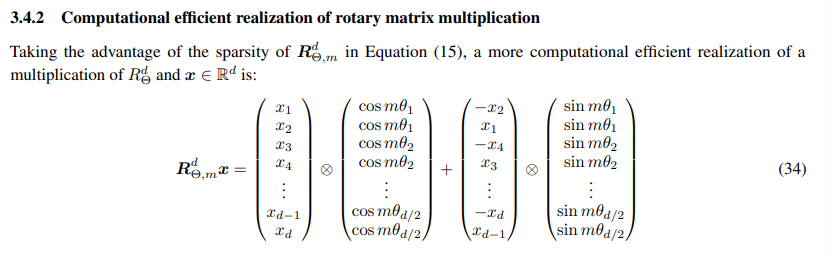 3.4.2 Computational efficient realization of rotary matrix multiplication
Taking the advantage of the sparsity of $\boldsymbol{R}^d_{\Theta,m}$ in Equation (15), a more computational efficient realization of a
multiplication of $R^d_{\Theta}$ and $\boldsymbol{x} \in \mathbb{R}^d$ is:
$\boldsymbol{R}^d_{\Theta,m}\boldsymbol{x} = \begin{pmatrix} x_1 \\ x_2 \\ x_3 \\ x_4 \\ \vdots \\ x_{d-1} \\ x_d \end{pmatrix} \otimes \begin{pmatrix} \cos m\theta_1 \\ \cos m\theta_1 \\ \cos m\theta_2 \\ \cos m\theta_2 \\ \vdots \\ \cos m\theta_{d/2} \\ \cos m\theta_{d/2} \end{pmatrix} + \begin{pmatrix} -x_2 \\ x_1 \\ -x_4 \\ x_3 \\ \vdots \\ -x_d \\ x_{d-1} \end{pmatrix} \otimes \begin{pmatrix} \sin m\theta_1 \\ \sin m\theta_1 \\ \sin m\theta_2 \\ \sin m\theta_2 \\ \vdots \\ \sin m\theta_{d/2} \\ \sin m\theta_{d/2} \end{pmatrix}$ (34)